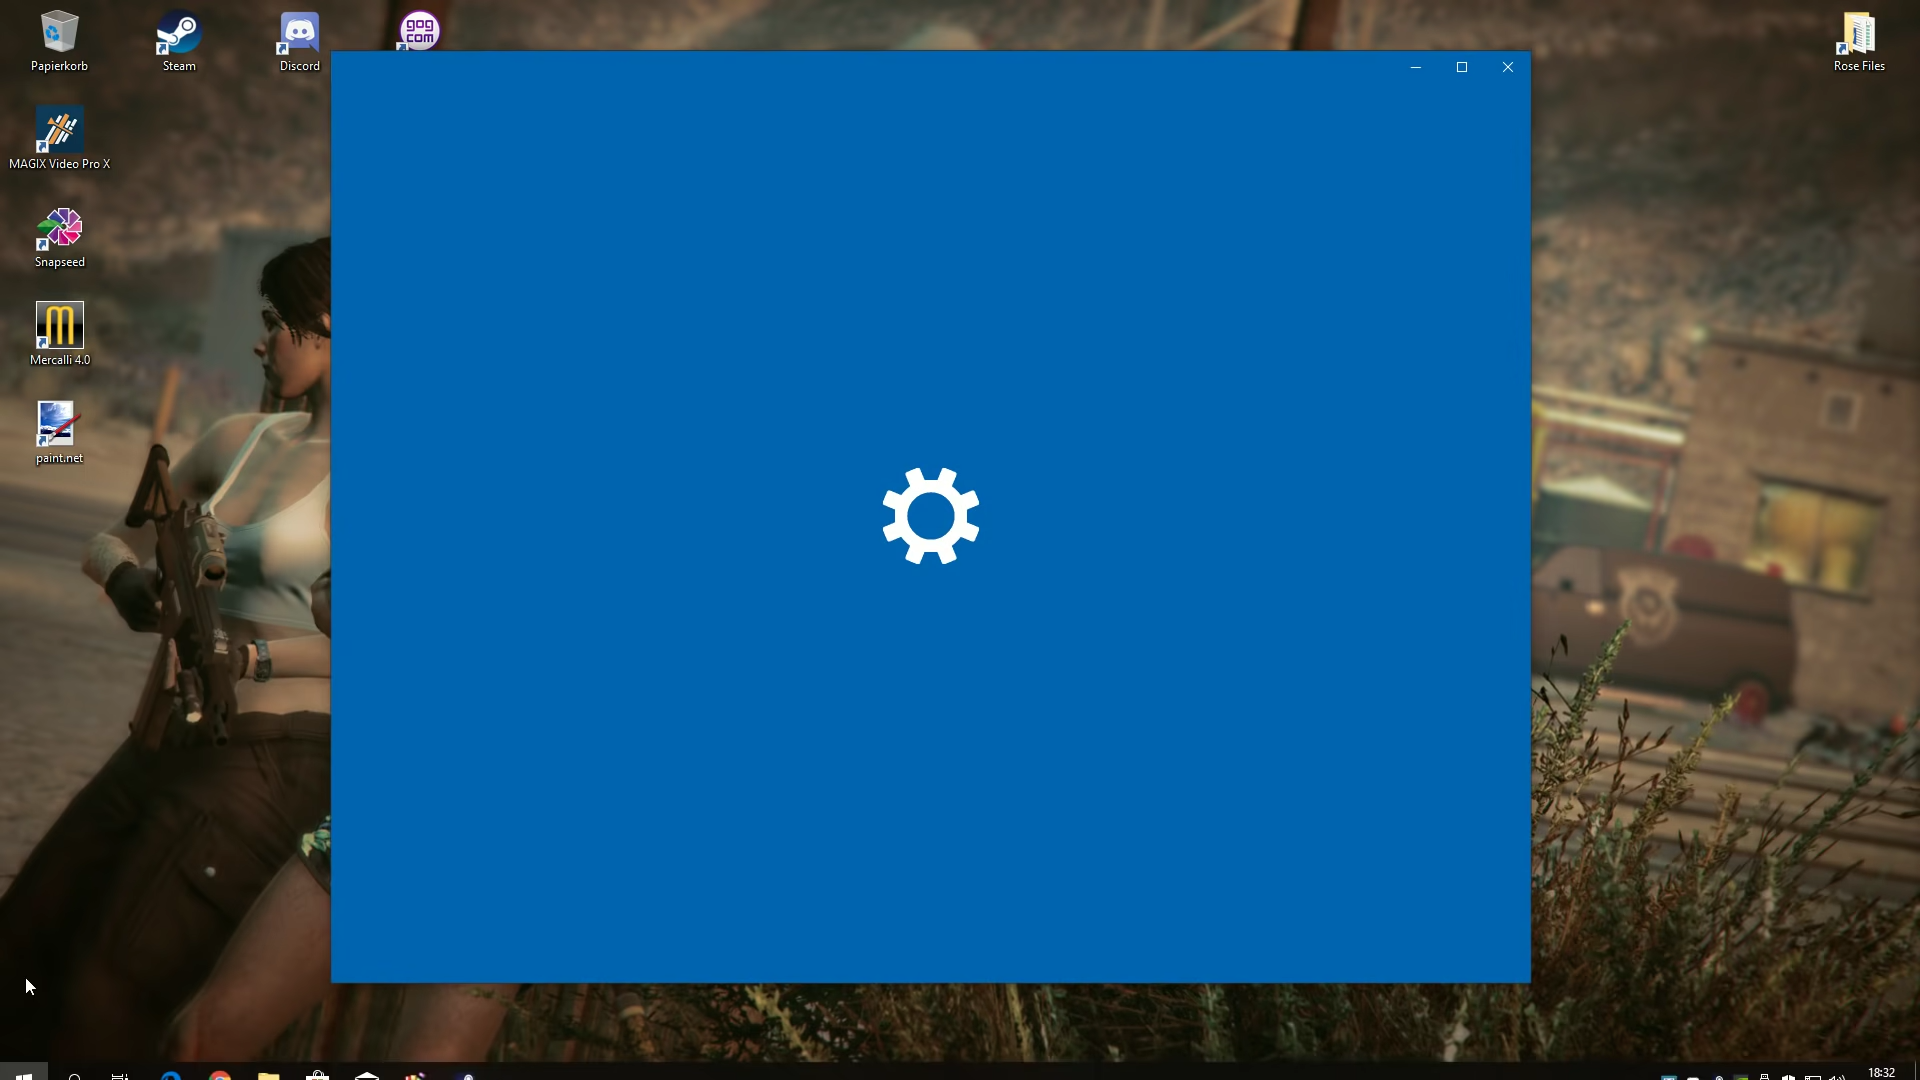 Papierkorb
Steam
Discord
gog
com
Rose Files
MAGIX Video Pro X
Snapseed
Mercalli 4.0
paint.net
18:32